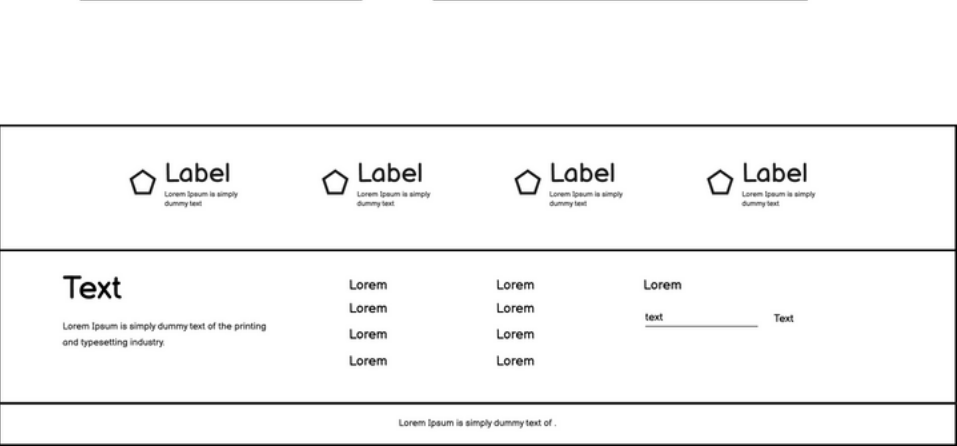 Label
Lorem Ipsum is simply
dummy text
Label
Lorem Ipsum is simply
dummy text
Label
Lorem Ipsum is simply
dummy text
Label
Lorem Ipsum is simply
dummy text
Text
Lorem Ipsum is simply dummy text of the printing
and typesetting industry.
Lorem
Lorem
Lorem
Lorem
Lorem
Lorem
Lorem
Lorem
Lorem
text
Text
Lorem Ipsum is simply dummy text of .